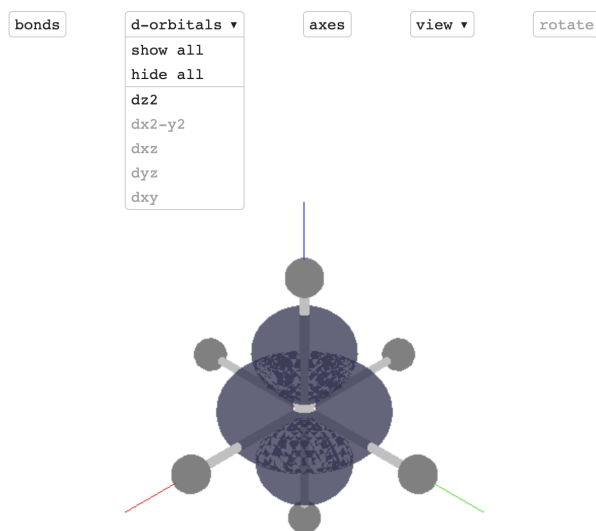 bonds
d-orbitals ▾
axes
view ▾
rotate
show all
hide all
dz2
dx2-y2
dxz
dyz
dxy